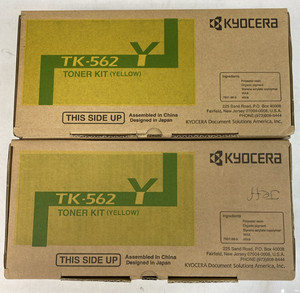 KYOCERA
TK-562 Y
TONER KIT (YELLOW)
THIS SIDE UP
Assembled in China
Designed in Japan
Ingredients:
225 Sand Road, P.O. Box 40008
Fairfield, New Jersey 07004-0008, U.S.A.
KYOCERA Document Solutions America, Inc.
KYOCERA
TK-562 Y
TONER KIT (YELLOW)
THIS SIDE UP
Assembled in China
Designed in Japan
Ingredients:
225 Sand Road, P.O. Box 40008
Fairfield, New Jersey 07004-0008, U.S.A.
KYOCERA Document Solutions America, Inc.